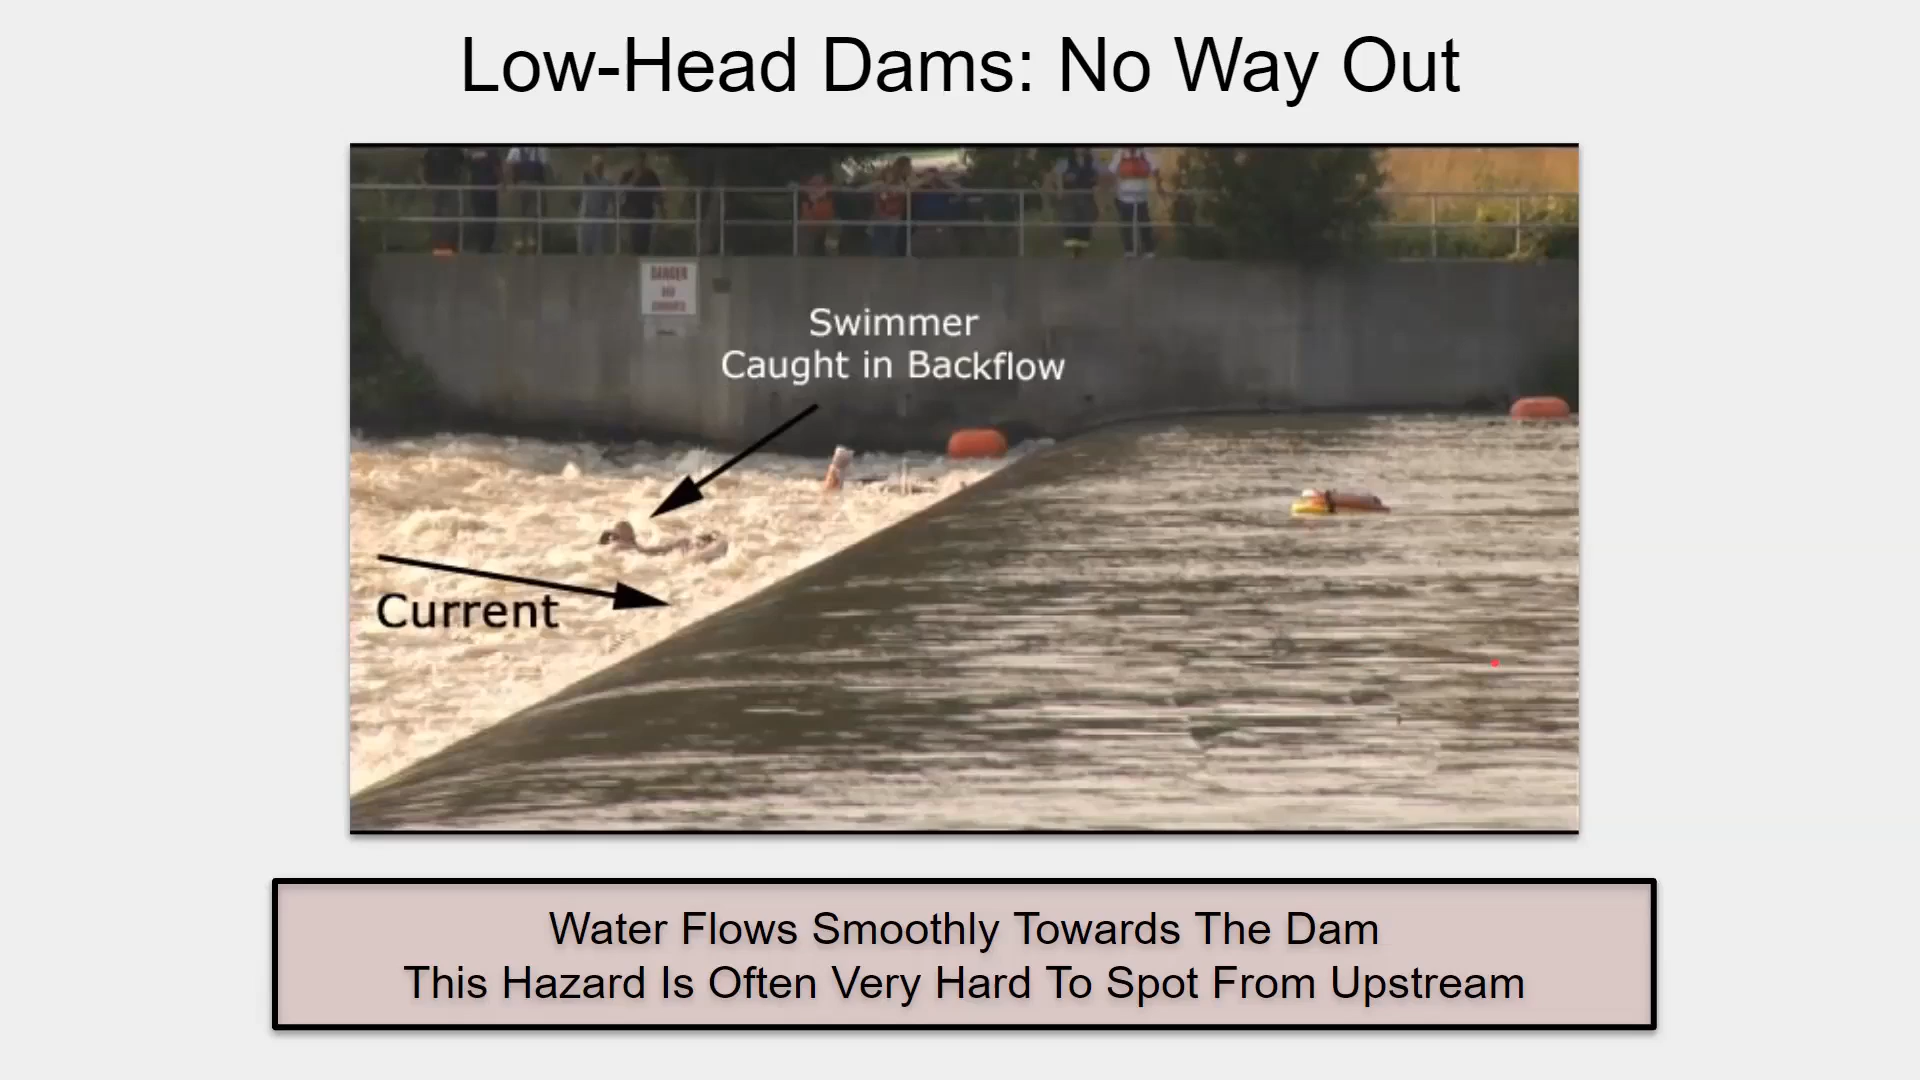 Low-Head Dams: No Way Out
DANGER
Swimmer
Caught in Backflow
Current
Water Flows Smoothly Towards The Dam
This Hazard Is Often Very Hard To Spot From Upstream